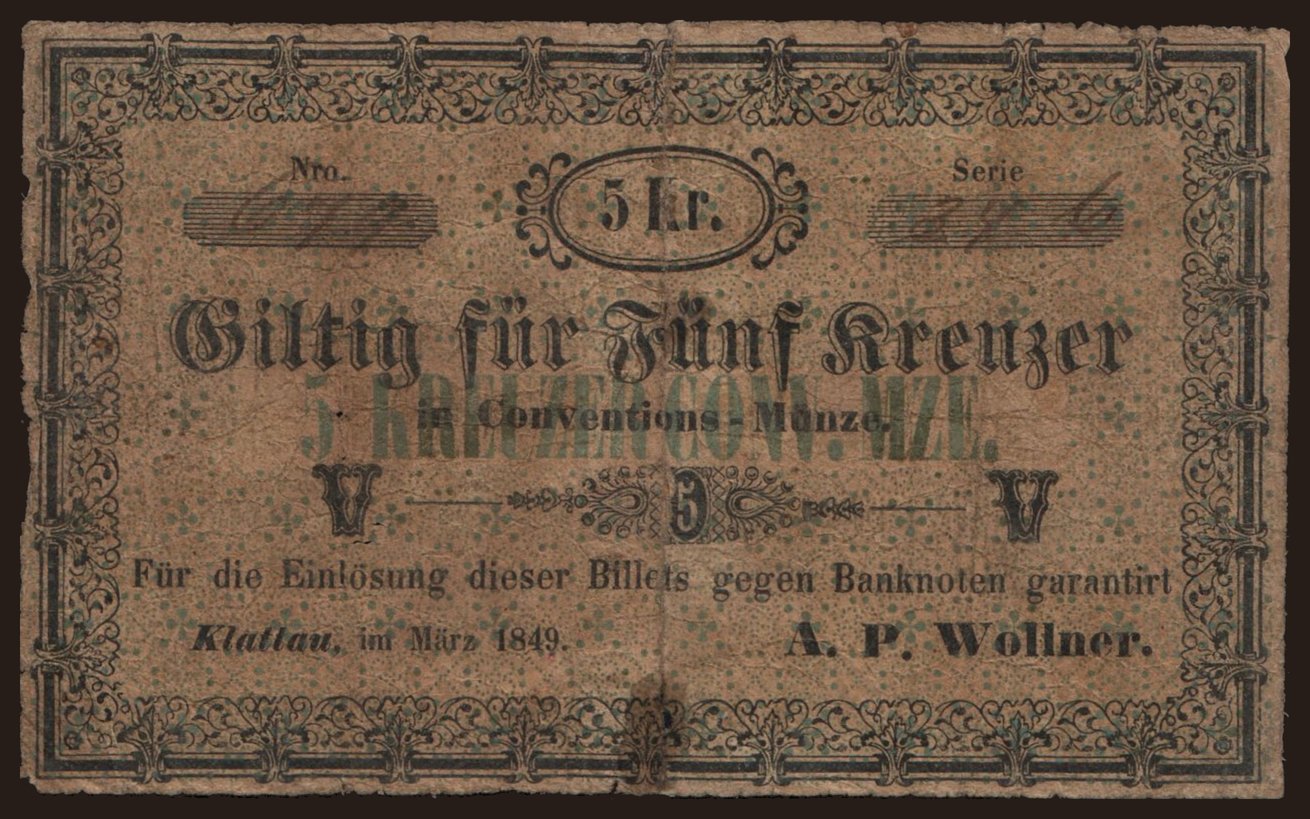 Nro. Serie
5 Kr.
Giltig für Fünf Kreuzer
5 KREUZER CONV. MZE.
in Conventions-Münze.
V 5 V
Für die Einlösung dieser Billets gegen Banknoten garantirt
Klattau, im März 1849. A. P. Wollner.